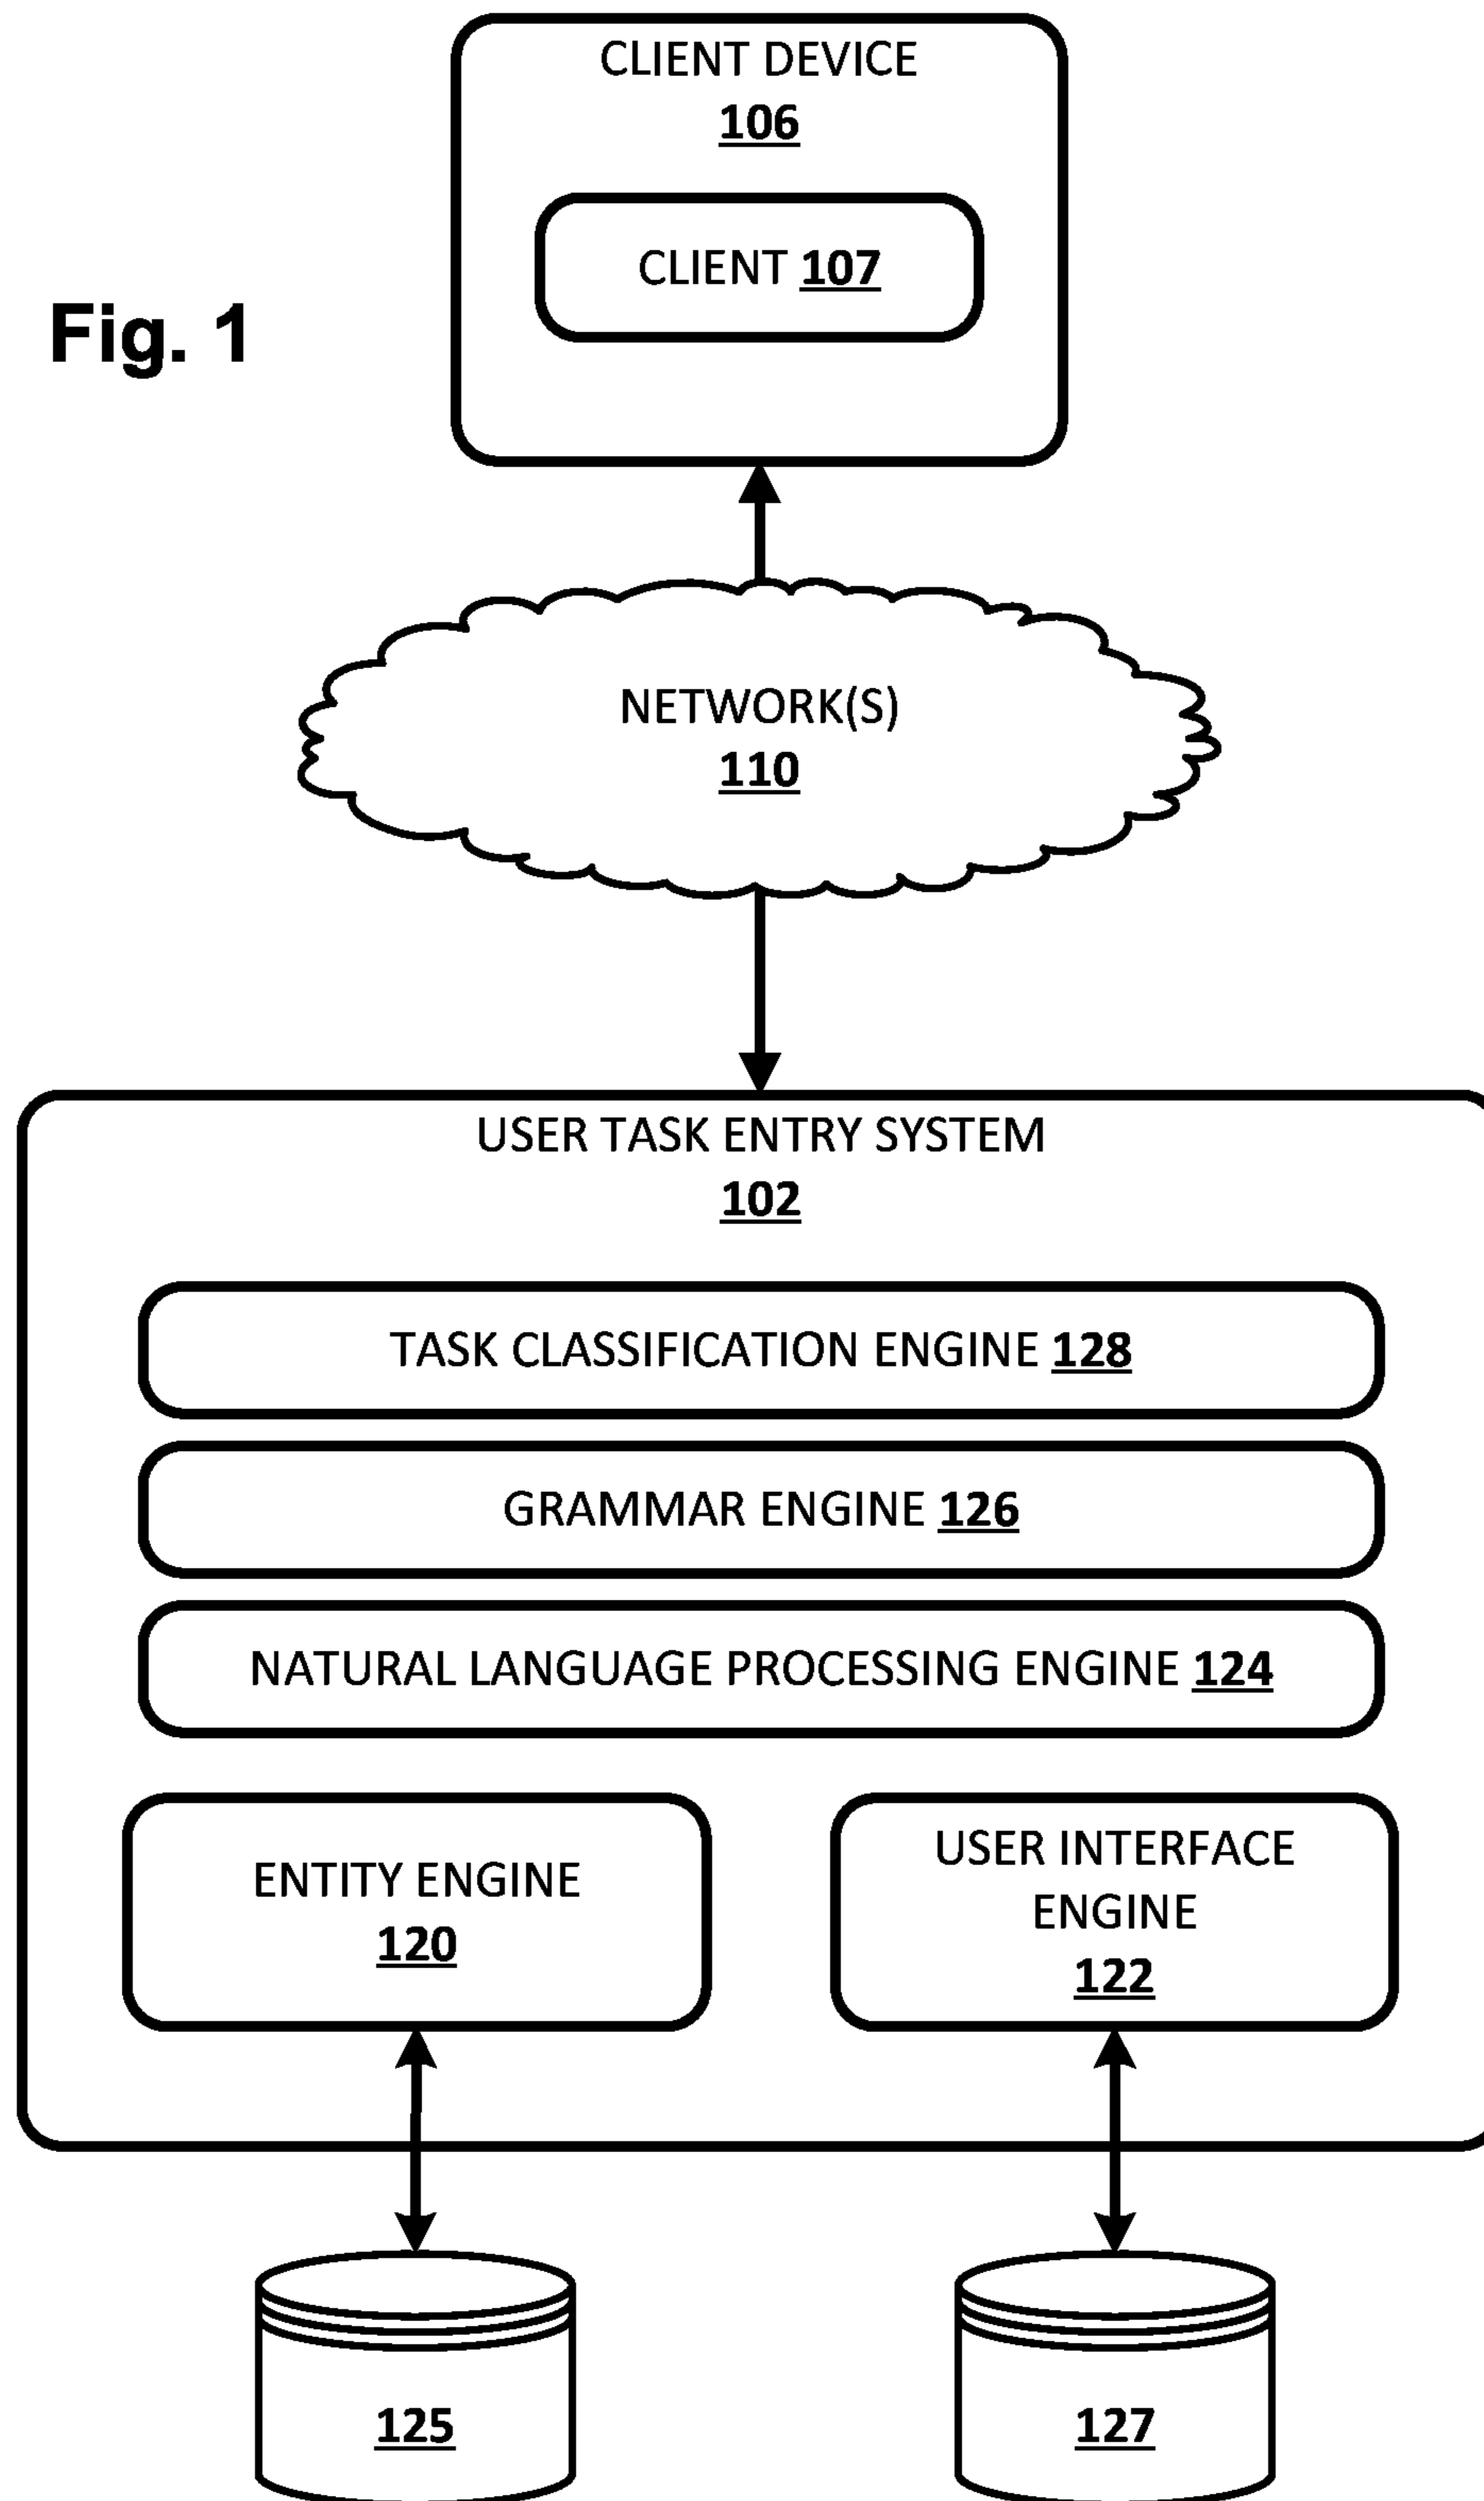 CLIENT DEVICE
106
CLIENT 107
Fig. 1
NETWORK(S)
110
USER TASK ENTRY SYSTEM
102
TASK CLASSIFICATION ENGINE 128
GRAMMAR ENGINE 126
NATURAL LANGUAGE PROCESSING ENGINE 124
ENTITY ENGINE
120
USER INTERFACE
ENGINE
122
125
127